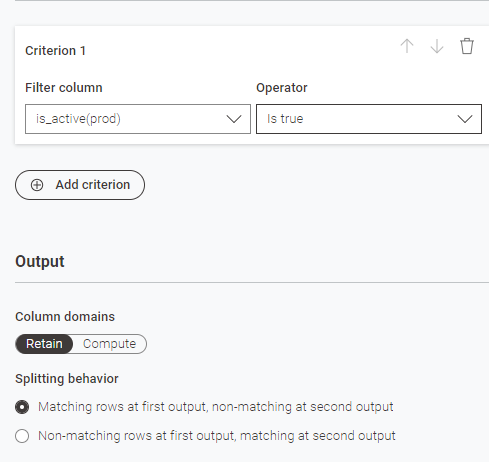 Criterion 1
Filter column Operator
is_active(prod) Is true
Add criterion
Output
Column domains
Retain Compute
Splitting behavior
Matching rows at first output, non-matching at second output
Non-matching rows at first output, matching at second output